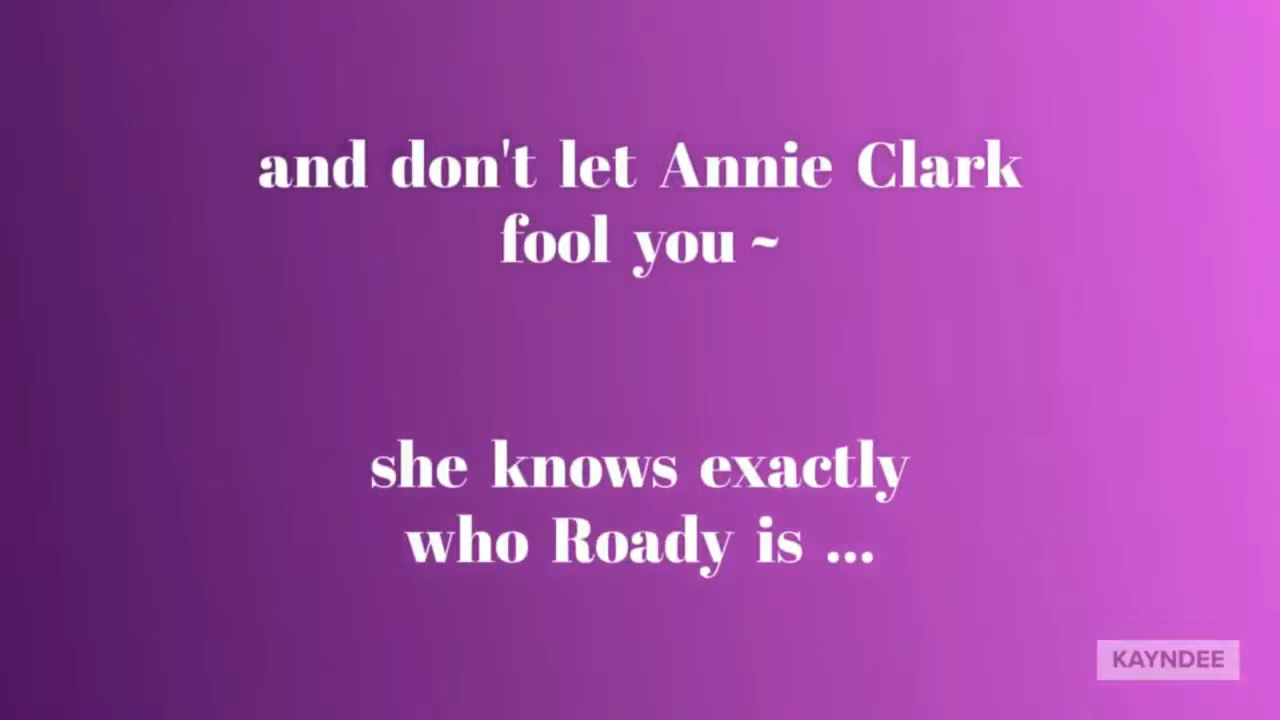 and don't let Annie Clark
fool you ~
she knows exactly
who Roady is ...
KAYNDEE